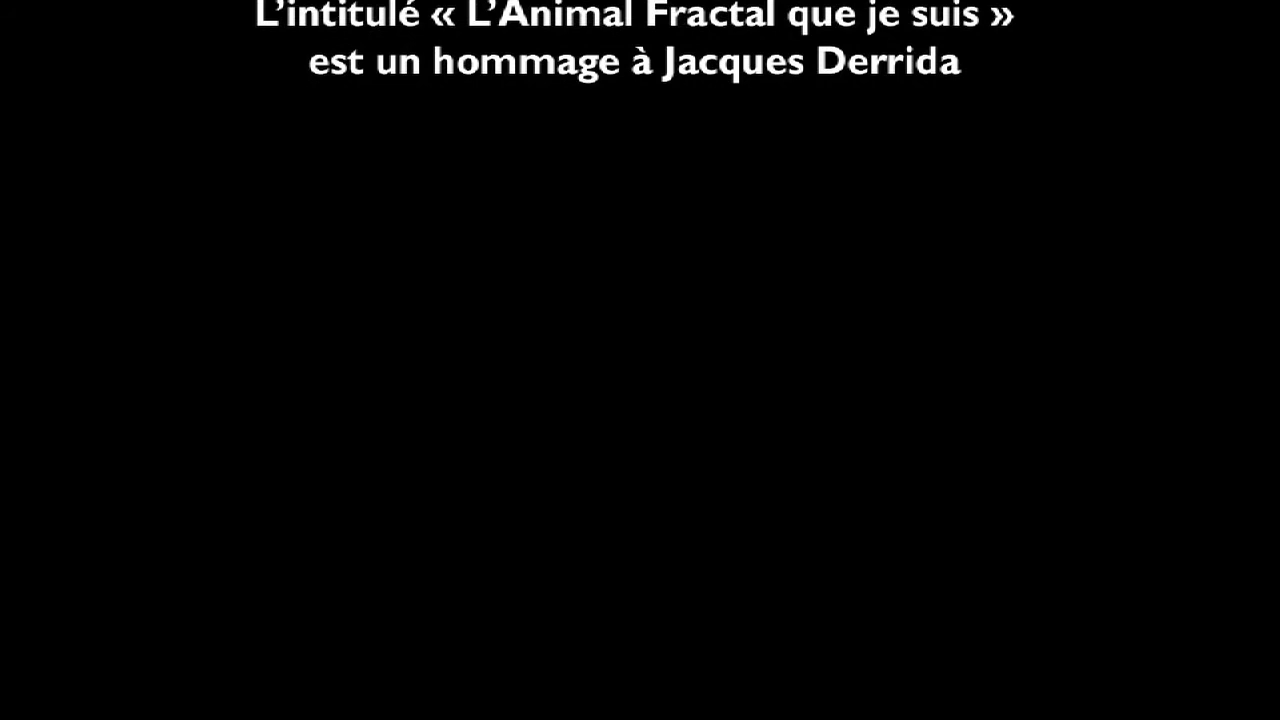 L’intitulé « L’Animal Fractal que je suis »
est un hommage à Jacques Derrida